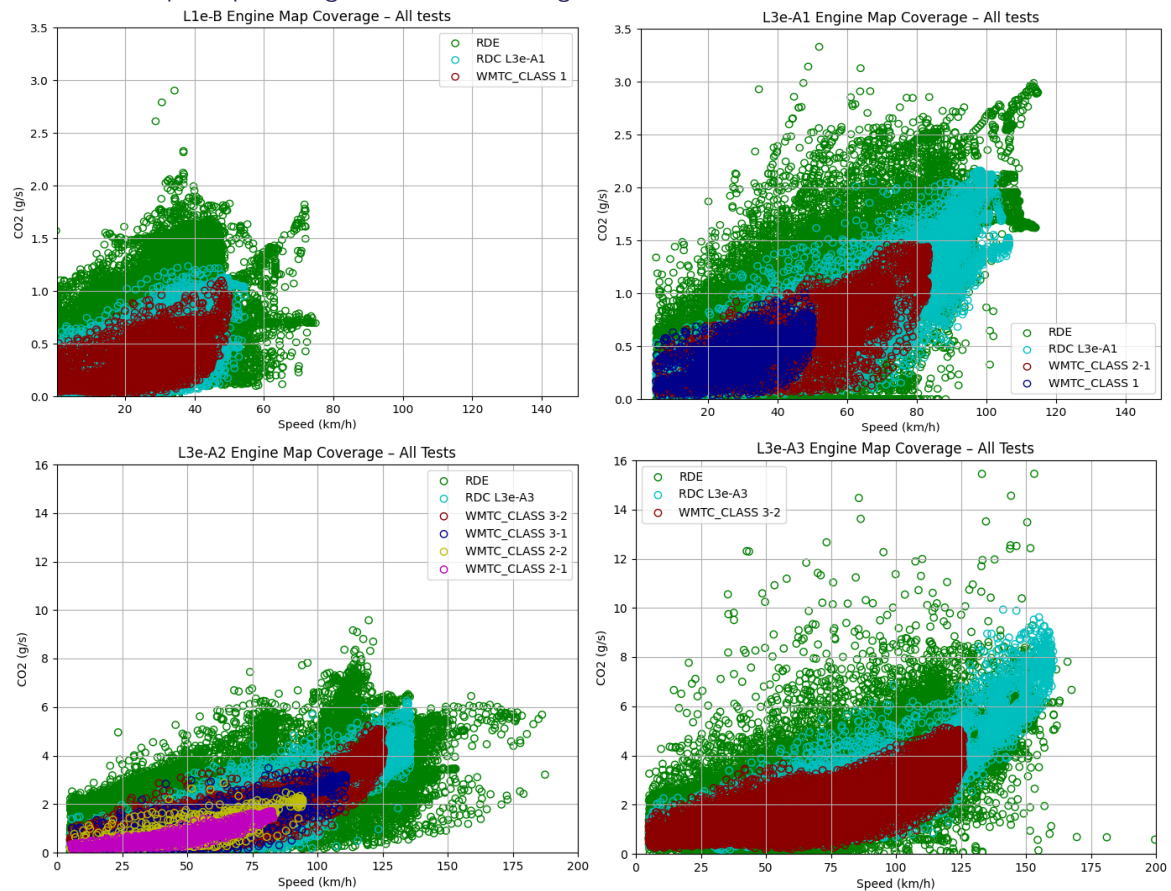 L1e-B Engine Map Coverage – All tests
3.5
3.0
2.5
2.0
1.5
1.0
0.5
0.0
CO2 (g/s)
20
40
60
80
100
120
140
Speed (km/h)
RDE
RDC L3e-A1
WMTC_CLASS 1
L3e-A1 Engine Map Coverage – All tests
3.5
3.0
2.5
2.0
1.5
1.0
0.5
0.0
CO2 (g/s)
20
40
60
80
100
120
140
Speed (km/h)
RDE
RDC L3e-A1
WMTC_CLASS 2-1
WMTC_CLASS 1
L3e-A2 Engine Map Coverage – All Tests
16
14
12
10
8
6
4
2
0
CO2 (g/s)
0
25
50
75
100
125
150
175
200
Speed (km/h)
RDE
RDC L3e-A3
WMTC_CLASS 3-2
WMTC_CLASS 3-1
WMTC_CLASS 2-2
WMTC_CLASS 2-1
L3e-A3 Engine Map Coverage – All Tests
16
14
12
10
8
6
4
2
0
CO2 (g/s)
25
50
75
100
125
150
175
200
Speed (km/h)
RDE
RDC L3e-A3
WMTC_CLASS 3-2